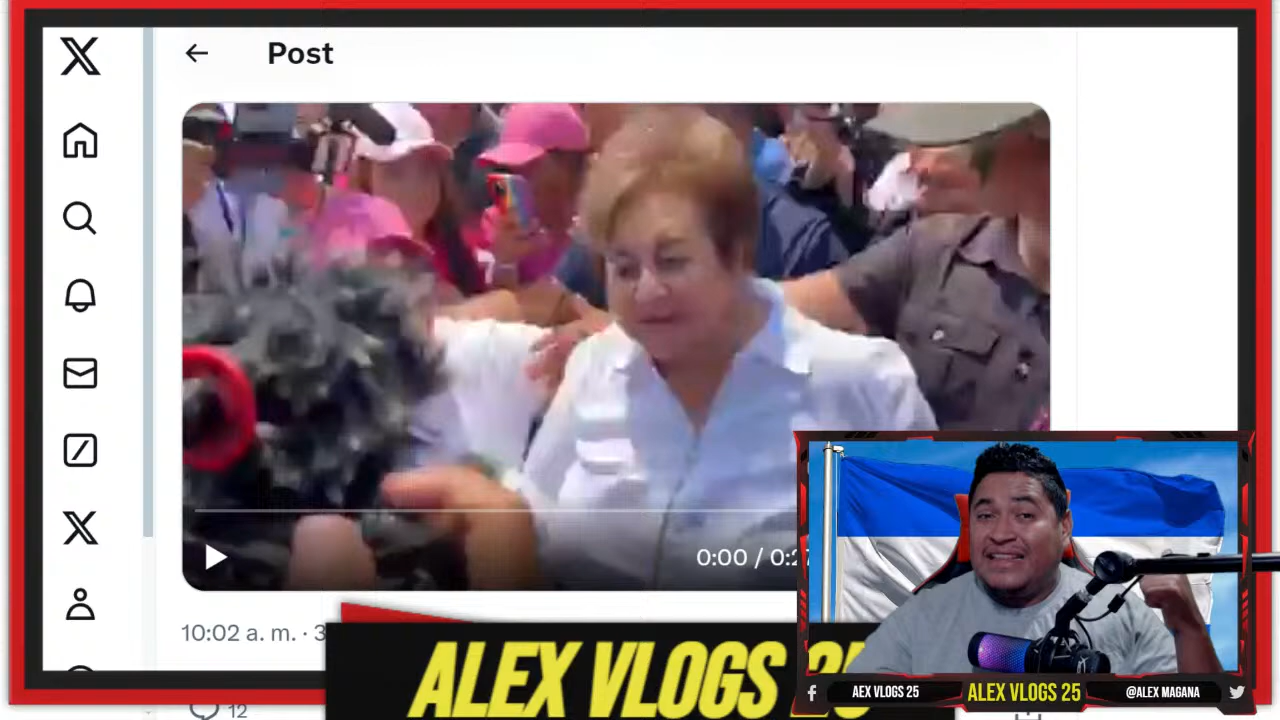 Post
0:00 / 0:2
10:02 a. m. · 3
12
ALEX VLOGS 25
AEX VLOGS 25
ALEX VLOGS 25
@ALEX MAGANA